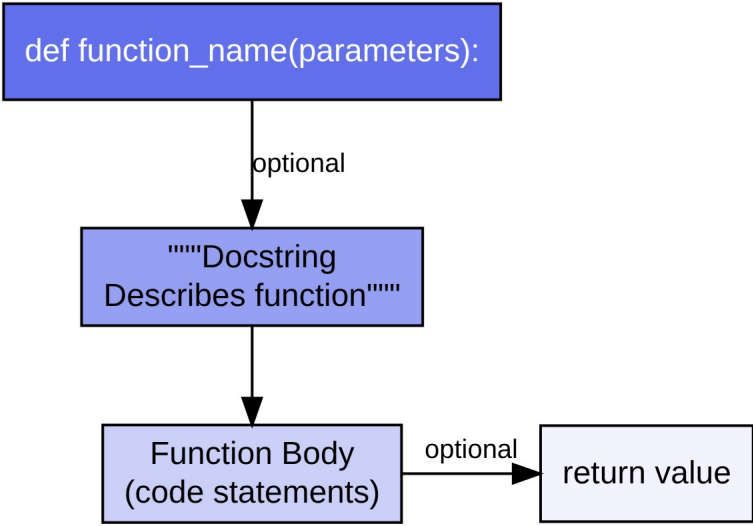 def function_name(parameters):
optional
"""Docstring
Describes function"""
Function Body
(code statements)
optional
return value